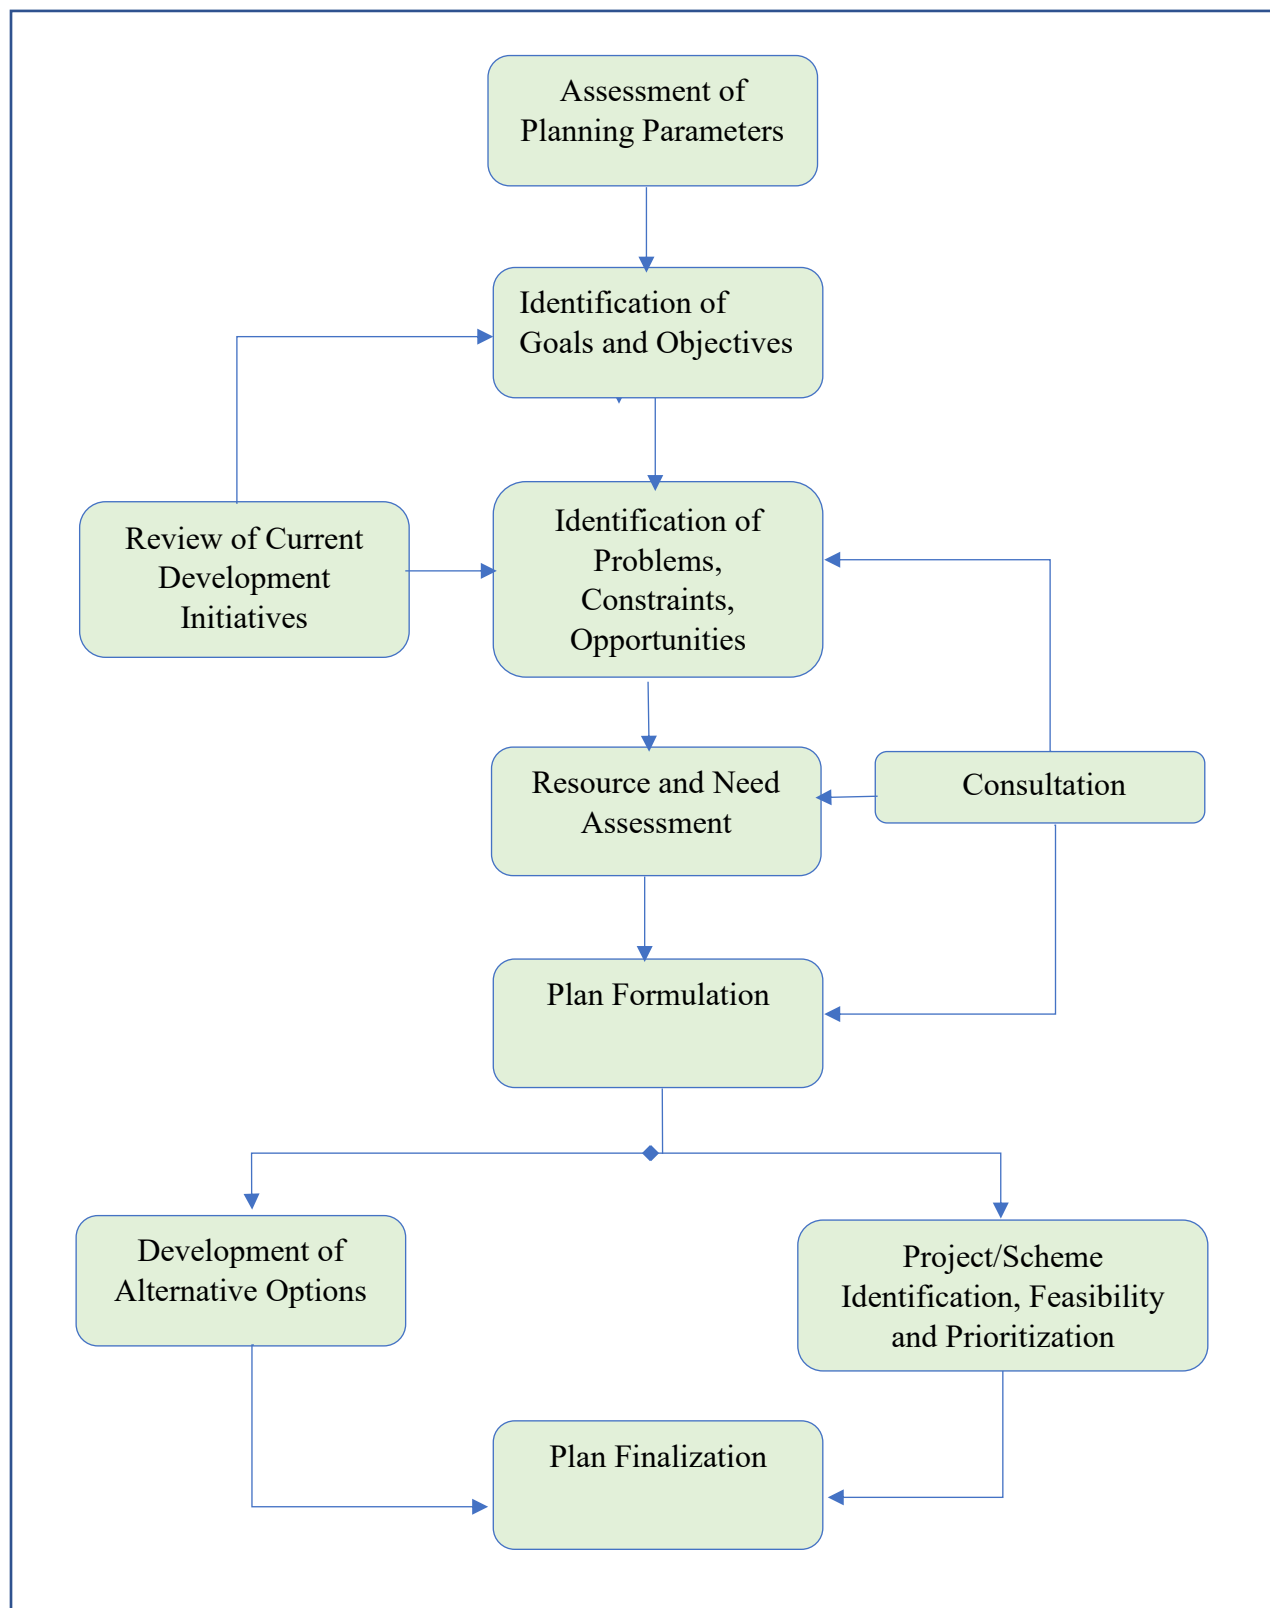 Assessment of
Planning Parameters
Identification of
Goals and Objectives
Review of Current
Development
Initiatives
Identification of
Problems,
Constraints,
Opportunities
Resource and Need
Assessment
Consultation
Plan Formulation
Development of
Alternative Options
Project/Scheme
Identification, Feasibility
and Prioritization
Plan Finalization